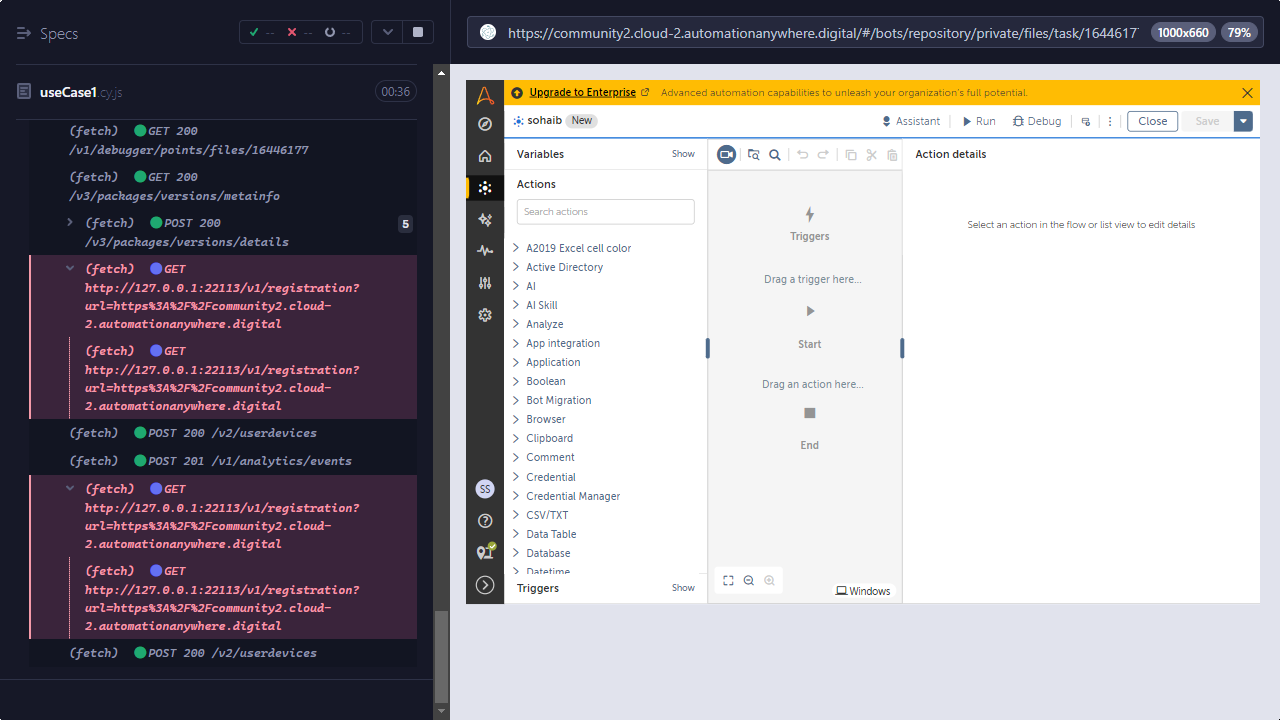 Specs
-- -- --
useCase1.cy.js
00:36
(fetch) GET 200
/v1/debugger/points/files/16446177
(fetch) GET 200
/v3/packages/versions/metainfo
(fetch) POST 200
/v3/packages/versions/details
5
(fetch) GET
http://127.0.0.1:22113/v1/registration?
url=https%3A%2F%2Fcommunity2.cloud-
2.automationanywhere.digital
(fetch) GET
http://127.0.0.1:22113/v1/registration?
url=https%3A%2F%2Fcommunity2.cloud-
2.automationanywhere.digital
(fetch) POST 200 /v2/userdevices
(fetch) POST 201 /v1/analytics/events
(fetch) GET
http://127.0.0.1:22113/v1/registration?
url=https%3A%2F%2Fcommunity2.cloud-
2.automationanywhere.digital
(fetch) GET
http://127.0.0.1:22113/v1/registration?
url=https%3A%2F%2Fcommunity2.cloud-
2.automationanywhere.digital
(fetch) POST 200 /v2/userdevices
https://community2.cloud-2.automationanywhere.digital/#/bots/repository/private/files/task/1644617
1000x660
79%
Upgrade to Enterprise
Advanced automation capabilities to unleash your organization's full potential.
sohaib New
Assistant
Run
Debug
Close
Save
Variables
Show
Actions
Search actions
A2019 Excel cell color
Active Directory
AI
AI Skill
Analyze
App integration
Application
Boolean
Bot Migration
Browser
Clipboard
Comment
Credential
Credential Manager
CSV/TXT
Data Table
Database
Datetime
Triggers
Show
SS
Triggers
Drag a trigger here...
Start
Drag an action here...
End
Windows
Action details
Select an action in the flow or list view to edit details